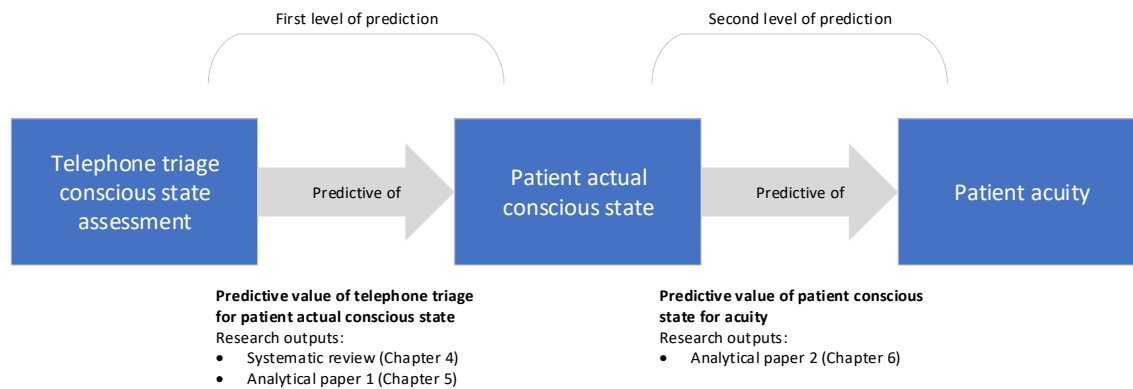 First level of prediction
Second level of prediction
Telephone triage
conscious state
assessment
Predictive of
Patient actual
conscious state
Predictive of
Patient acuity
Predictive value of telephone triage
for patient actual conscious state
Research outputs:
• Systematic review (Chapter 4)
• Analytical paper 1 (Chapter 5)
Predictive value of patient conscious
state for acuity
Research outputs:
• Analytical paper 2 (Chapter 6)